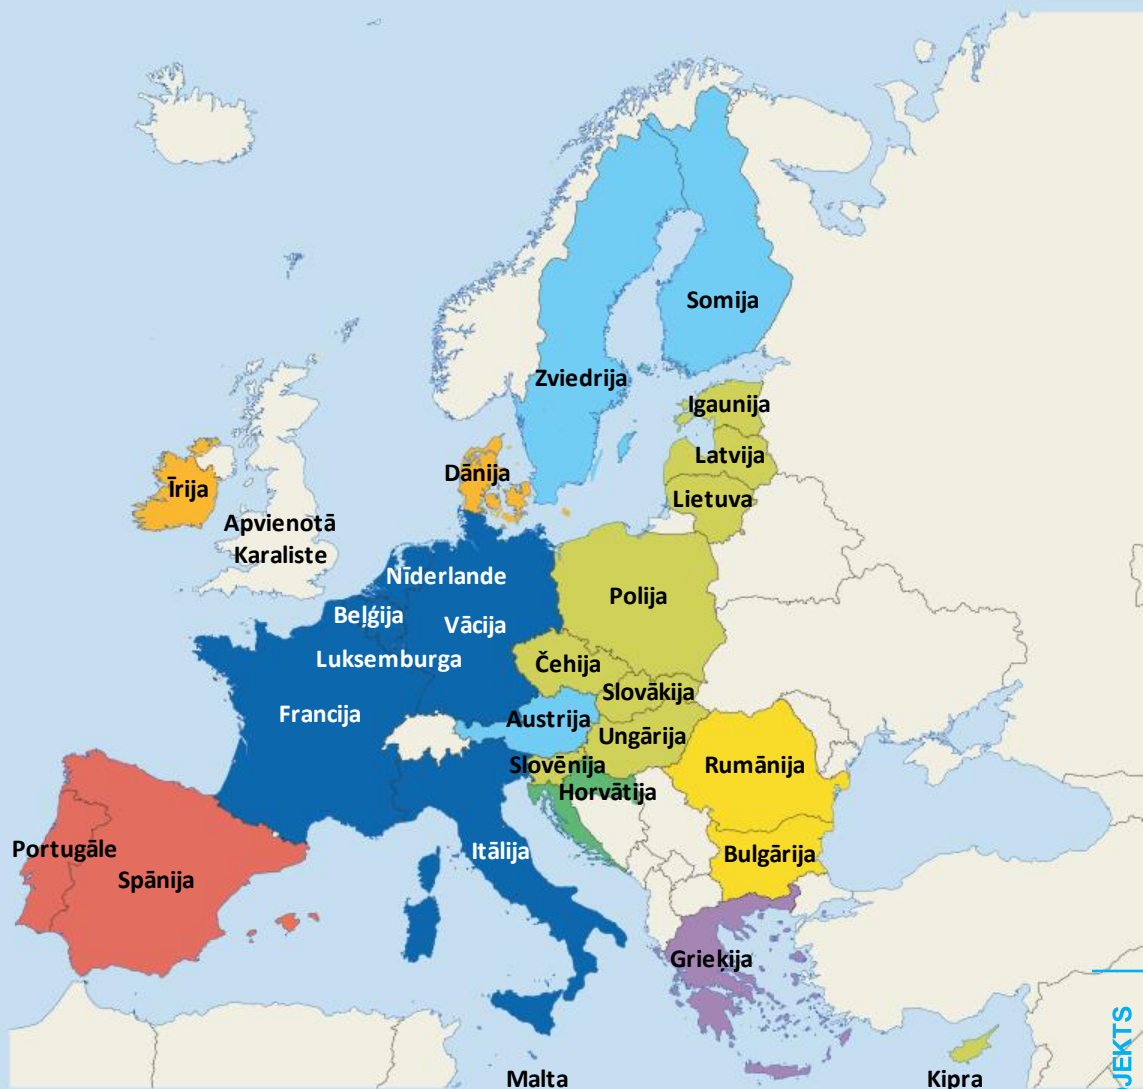 Somija
Zviedrija
Igaunija
Latvija
Dānija
Īrija
Lietuva
Apvienotā
Karaliste
Nīderlande
Polija
Beļģija
Vācija
Luksemburga
Čehija
Slovākija
Francija
Austrija
Ungārija
Slovēnija
Rumānija
Horvātija
Portugāle
Itālija
Bulgārija
Spānija
Grieķija
JEKTS
Malta
Kipra